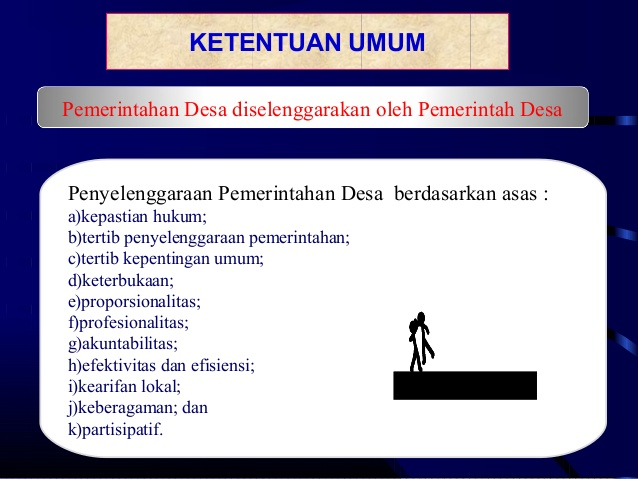 KETENTUAN UMUM
Pemerintahan Desa diselenggarakan oleh Pemerintah Desa
Penyelenggaraan Pemerintahan Desa berdasarkan asas :
a)kepastian hukum;
b)tertib penyelenggaraan pemerintahan;
c)tertib kepentingan umum;
d)keterbukaan;
e)proporsionalitas;
f)profesionalitas;
g)akuntabilitas;
h)efektivitas dan efisiensi;
i)kearifan lokal;
j)keberagaman; dan
k)partisipatif.